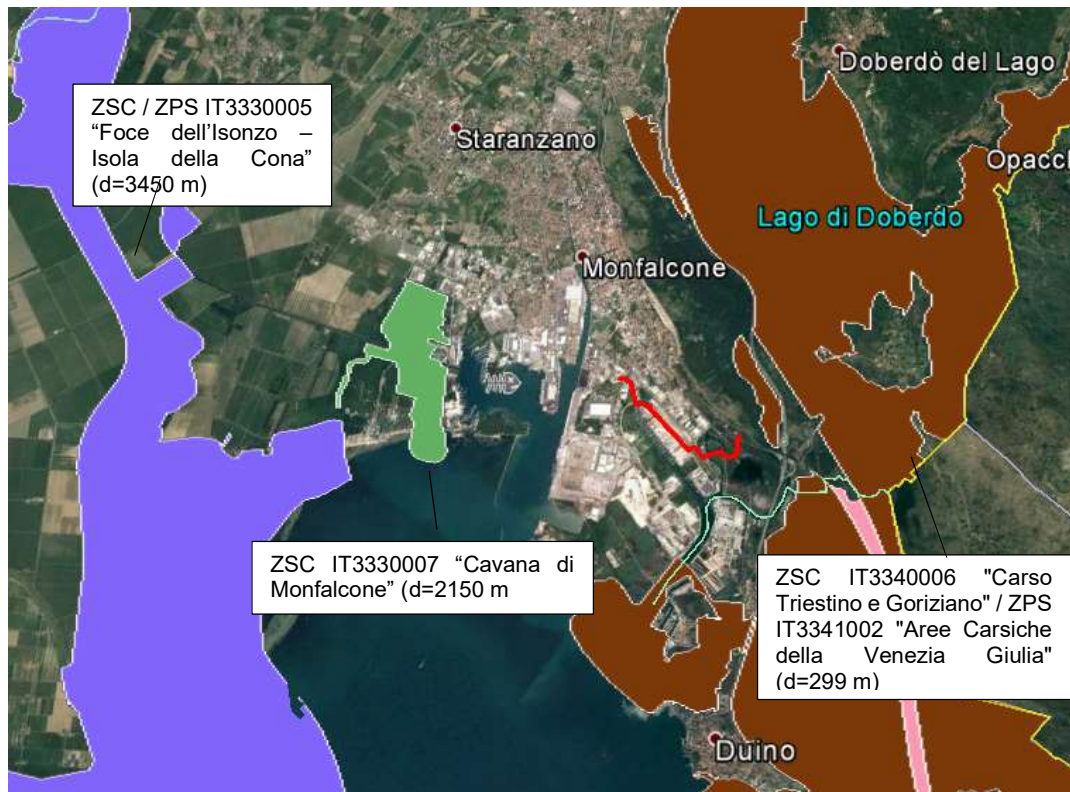 Doberdò del Lago
ZSC / ZPS IT3330005
“Foce dell’Isonzo –
Isola della Cona”
(d=3450 m)
Staranzano
Opacch
Lago di Doberdo
Monfalcone
ZSC IT3330007 “Cavana di
Monfalcone” (d=2150 m
ZSC IT3340006 "Carso
Triestino e Goriziano" / ZPS
IT3341002 "Aree Carsiche
della Venezia Giulia"
(d=299 m)
Duino